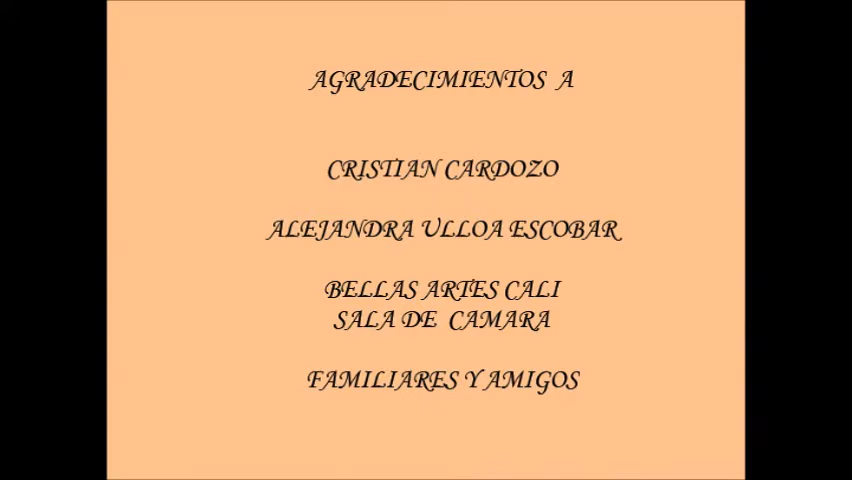 AGRADECIMIENTOS A
CRISTIAN CARDOZO
ALEJANDRA ULLOA ESCOBAR
BELLAS ARTES CALI
SALA DE CAMARA
FAMILIARES Y AMIGOS